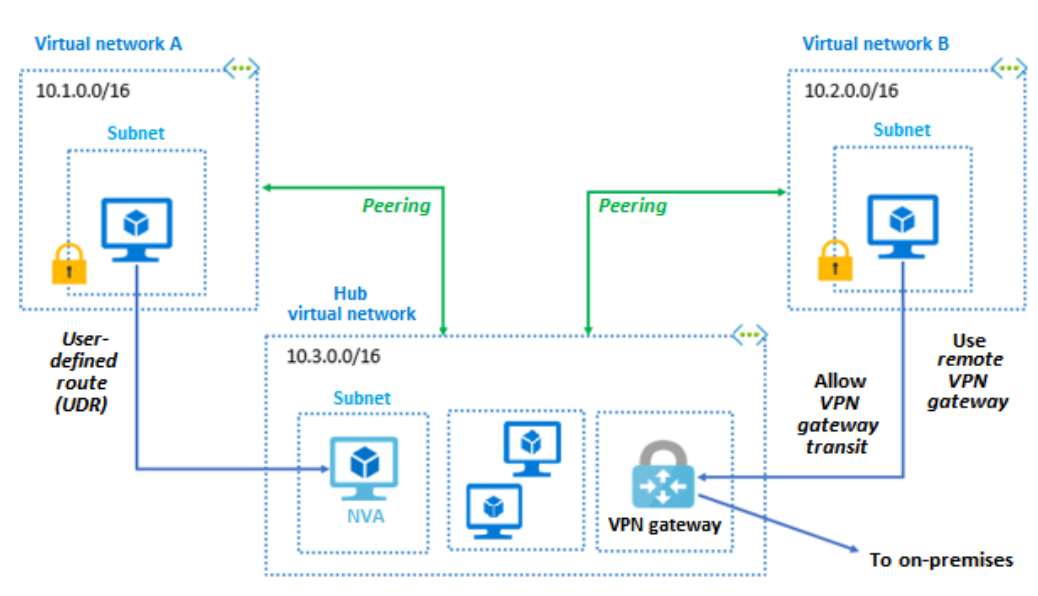 Virtual network A
10.1.0.0/16
Subnet
Virtual network B
10.2.0.0/16
Subnet
Peering
Peering
User-
defined
route
(UDR)
Hub
virtual network
10.3.0.0/16
Subnet
NVA
VPN gateway
Allow
VPN
gateway
transit
Use
remote
VPN
gateway
To on-premises